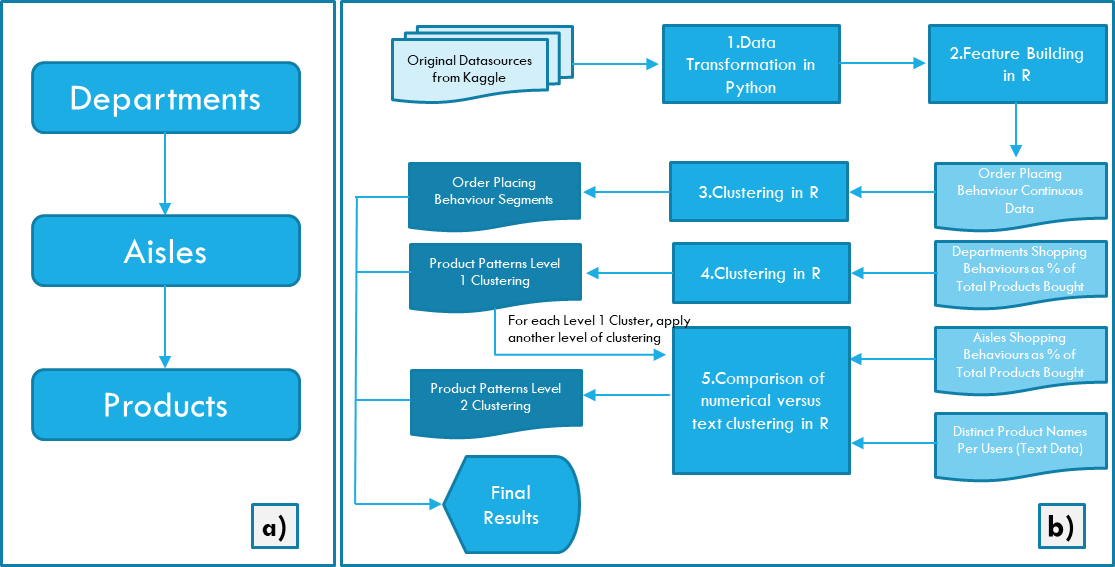 Departments
Aisles
Products
a)
Original Datasources
from Kaggle
1.Data
Transformation in
Python
2.Feature Building
in R
Order Placing
Behaviour Segments
3.Clustering in R
Order Placing
Behaviour Continuous
Data
Product Patterns Level
1 Clustering
4.Clustering in R
Departments Shopping
Behaviours as % of
Total Products Bought
For each Level 1 Cluster, apply
another level of clustering
Aisles Shopping
Behaviours as % of
Total Products Bought
Product Patterns Level
2 Clustering
5.Comparison of
numerical versus
text clustering in R
Distinct Product Names
Per Users (Text Data)
Final
Results
b)